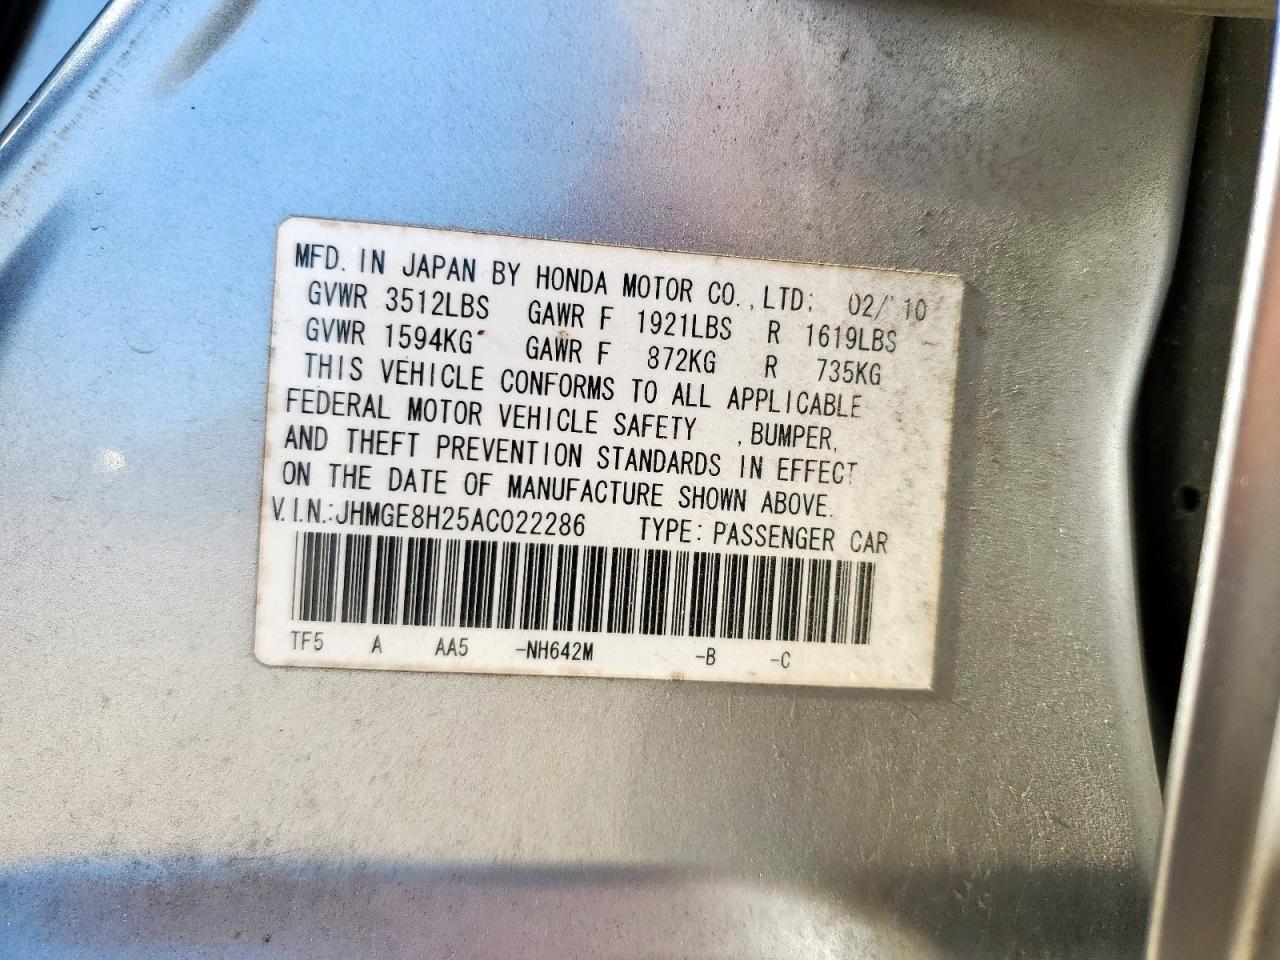 MFD. IN JAPAN BY HONDA MOTOR CO., LTD; 02/'10
GVWR 3512LBS GAWR F 1921LBS R 1619LBS
GVWR 1594KG GAWR F 872KG R 735KG
THIS VEHICLE CONFORMS TO ALL APPLICABLE
FEDERAL MOTOR VEHICLE SAFETY , BUMPER,
AND THEFT PREVENTION STANDARDS IN EFFECT
ON THE DATE OF MANUFACTURE SHOWN ABOVE.
V.I.N.:JHMGE8H25AC022286 TYPE: PASSENGER CAR
TF5 A AA5 -NH642M -B -C